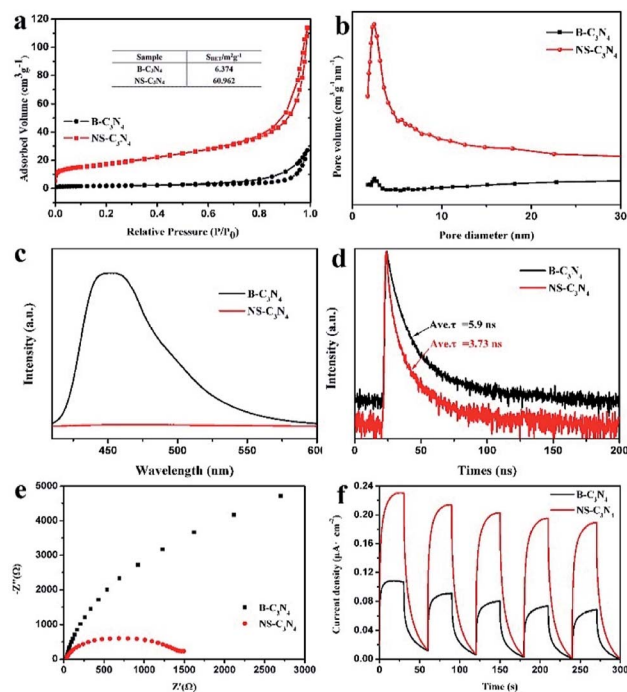 a
Adsorbed Volume (cm³g-1)
120
100
80
60
40
20
0
Sample S_BET/m²g-1
B-C₃N₄ 6.374
NS-C₃N₄ 60.962
B-C₃N₄
NS-C₃N₄
0.0 0.2 0.4 0.6 0.8 1.0
Relative Pressure (P/P₀)
b
Pore volume (cm-3g-1nm-1)
B-C₃N₄
NS-C₃N₄
0 10 20 30
Pore diameter (nm)
c
Intensity (a.u.)
B-C₃N₄
NS-C₃N₄
450 500 550 600
Wavelength (nm)
d
Intensity (a.u.)
B-C₃N₄
NS-C₃N₄
Ave.τ =5.9 ns
Ave.τ =3.73 ns
0 50 100 150 200
Times (ns)
e
-Z''(Ω)
5000
4000
3000
2000
1000
0
B-C₃N₄
NS-C₃N₄
0 500 1000 1500 2000 2500 3000
Z'(Ω)
f
Current density (μA· cm⁻²)
0.24
0.20
0.16
0.12
0.08
0.04
0.00
B-C₃N₄
NS-C₃N₄
0 50 100 150 200 250 300
Time (s)